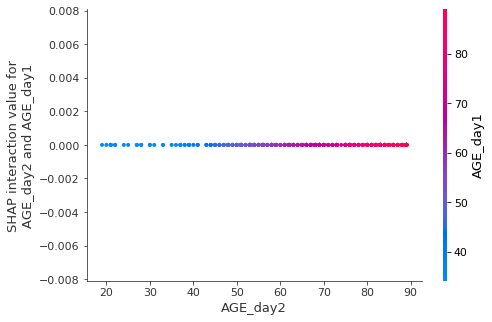 0.008
0.006
0.004
0.002
0.000
−0.002
−0.004
−0.006
−0.008
SHAP interaction value for
AGE_day2 and AGE_day1
20 30 40 50 60 70 80 90
AGE_day2
80
70
60
50
40
AGE_day1